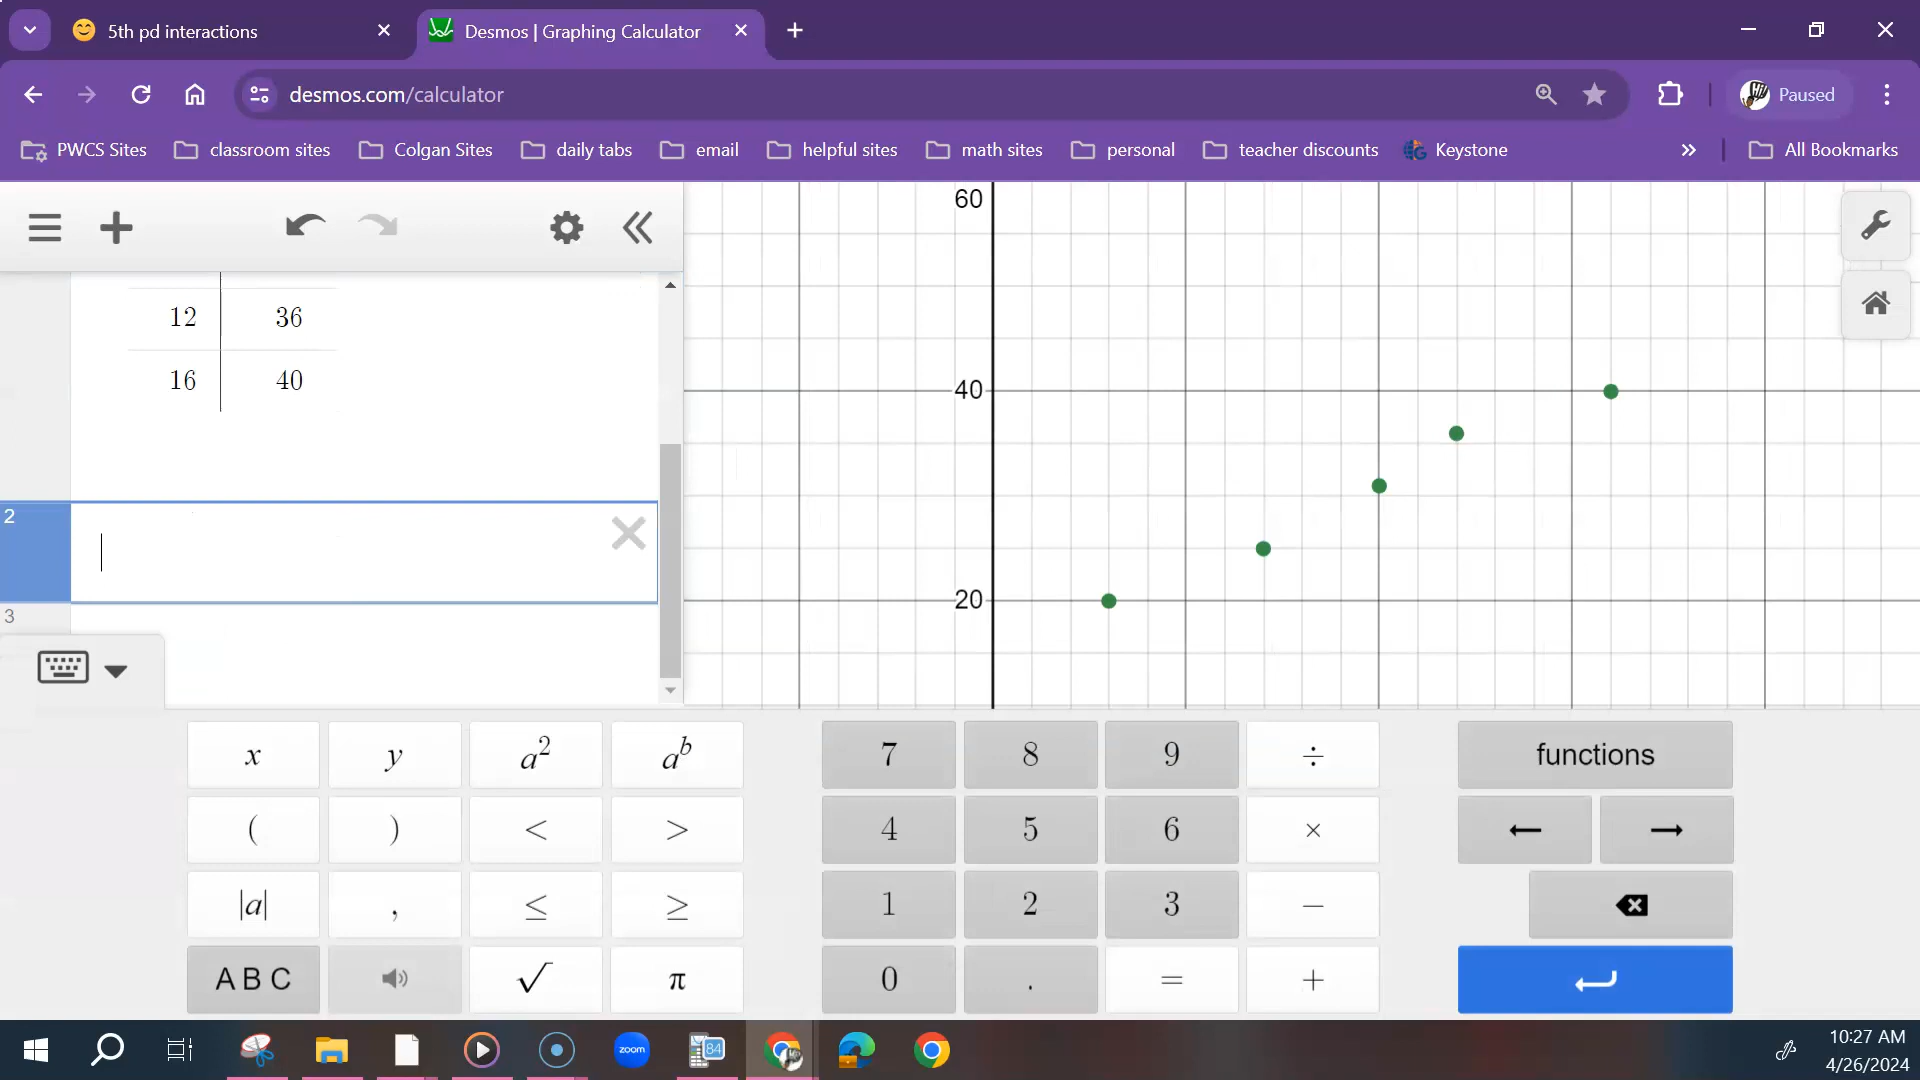 5th pd interactions
Desmos | Graphing Calculator
desmos.com/calculator
Paused
PWCS Sites
classroom sites
Colgan Sites
daily tabs
email
helpful sites
math sites
personal
teacher discounts
Keystone
»
All Bookmarks
12 36
16 40
2
3
60
40
20
x y a² aᵇ 7 8 9 ÷ functions
( ) < > 4 5 6 × ← →
|a| , ≤ ≥ 1 2 3 −
A B C √ π 0 . = +
zoom
84
10:27 AM
4/26/2024